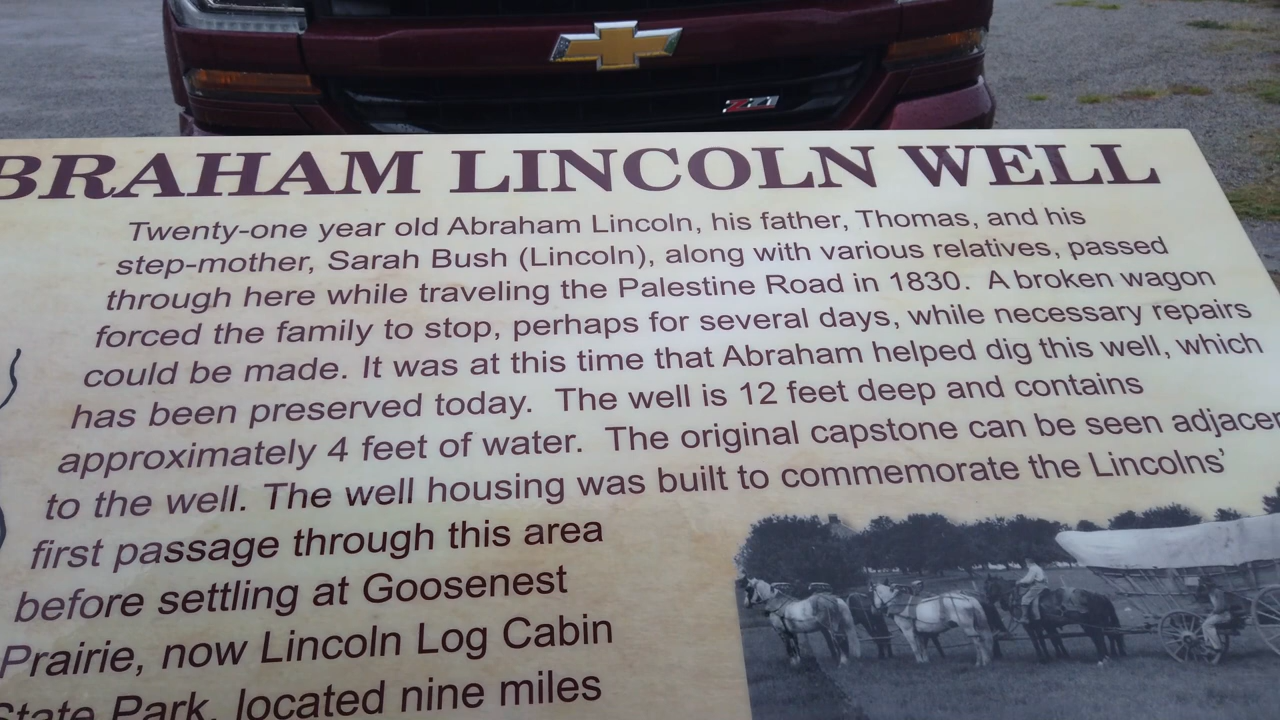 Z71
BRAHAM LINCOLN WELL
Twenty-one year old Abraham Lincoln, his father, Thomas, and his
step-mother, Sarah Bush (Lincoln), along with various relatives, passed
through here while traveling the Palestine Road in 1830. A broken wagon
forced the family to stop, perhaps for several days, while necessary repairs
could be made. It was at this time that Abraham helped dig this well, which
has been preserved today. The well is 12 feet deep and contains
approximately 4 feet of water. The original capstone can be seen adjacen
to the well. The well housing was built to commemorate the Lincolns'
first passage through this area
before settling at Goosenest
Prairie, now Lincoln Log Cabin
State Park, located nine miles